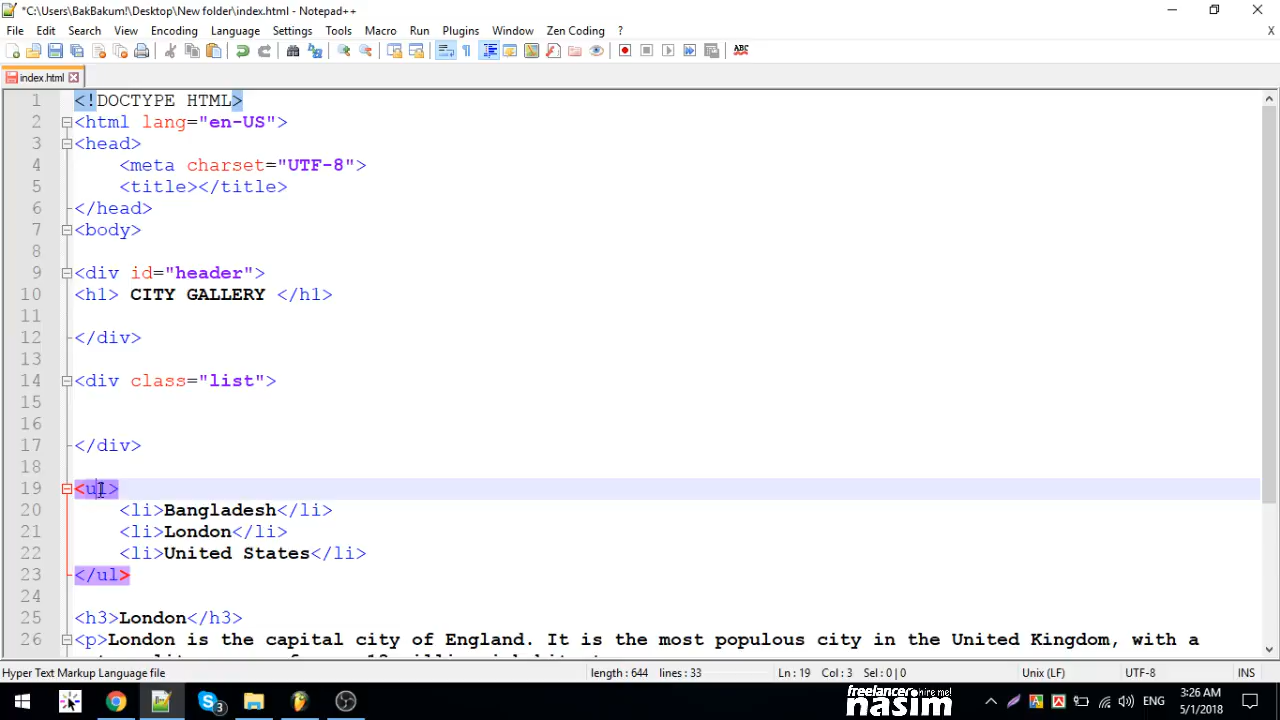 *C:\Users\BakBakum!\Desktop\New folder\index.html - Notepad++
File Edit Search View Encoding Language Settings Tools Macro Run Plugins Window Zen Coding ? X
ABC
index.html
1 <!DOCTYPE HTML>
2 <html lang="en-US">
3 <head>
4 <meta charset="UTF-8">
5 <title></title>
6 </head>
7 <body>
8
9 <div id="header">
10 <h1> CITY GALLERY </h1>
11
12 </div>
13
14 <div class="list">
15
16
17 </div>
18
19 <ul>
20 <li>Bangladesh</li>
21 <li>London</li>
22 <li>United States</li>
23 </ul>
24
25 <h3>London</h3>
26 <p>London is the capital city of England. It is the most populous city in the United Kingdom, with a
Hyper Text Markup Language file length : 644 lines : 33 Ln : 19 Col : 3 Sel : 0 | 0 Unix (LF) UTF-8 INS
3 freelancer hire me! nasim ENG 3:26 AM
5/1/2018